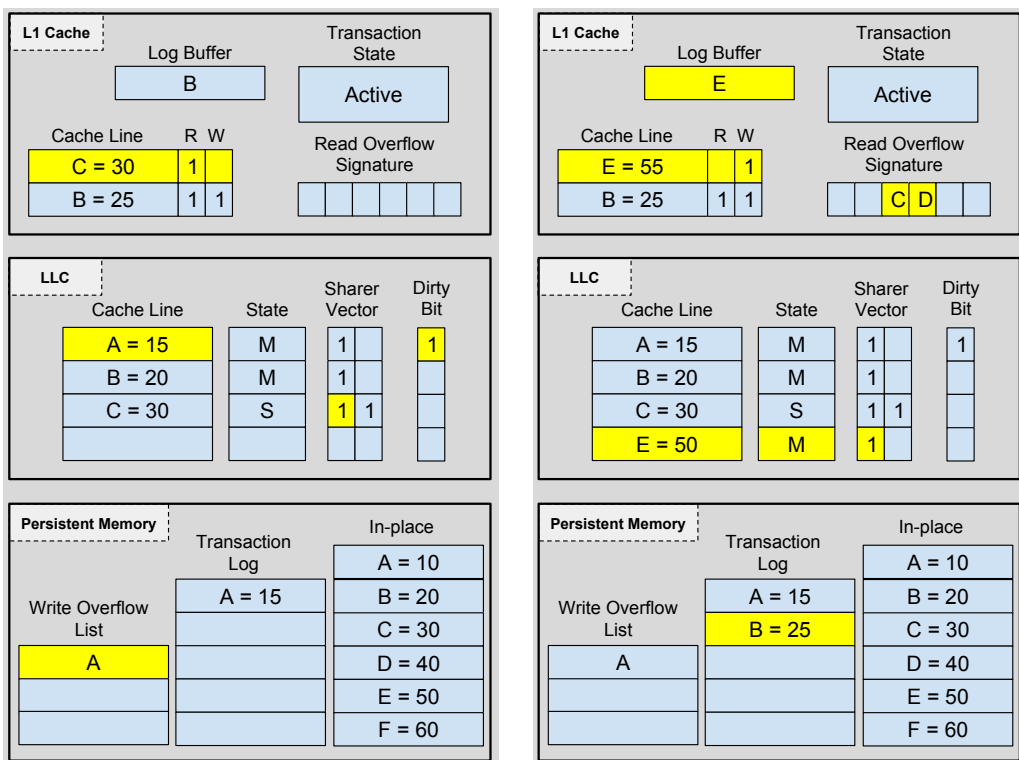 L1 Cache
Log Buffer
B
Transaction
State
Active
Cache Line R W
C = 30 1
B = 25 1 1
Read Overflow
Signature
LLC
Cache Line State Sharer Vector Dirty Bit
A = 15 M 1 1
B = 20 M 1
C = 30 S 1 1
Persistent Memory
Write Overflow
List
A
Transaction
Log
A = 15
In-place
A = 10
B = 20
C = 30
D = 40
E = 50
F = 60
L1 Cache
Log Buffer
E
Transaction
State
Active
Cache Line R W
E = 55 1
B = 25 1 1
Read Overflow
Signature
C D
LLC
Cache Line State Sharer Vector Dirty Bit
A = 15 M 1 1
B = 20 M 1
C = 30 S 1 1
E = 50 M 1
Persistent Memory
Write Overflow
List
A
Transaction
Log
A = 15
B = 25
In-place
A = 10
B = 20
C = 30
D = 40
E = 50
F = 60